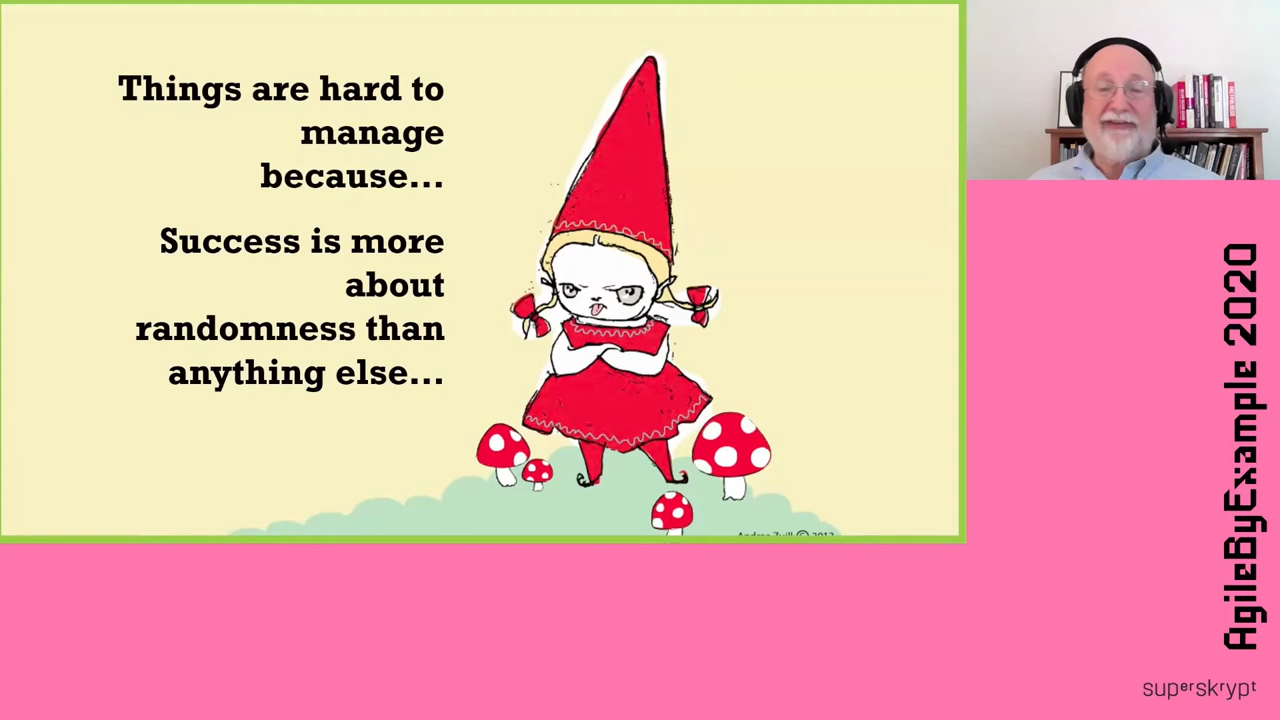 Things are hard to
manage
because...
Success is more
about
randomness than
anything else...
AgileByExample 2020
superskrypt